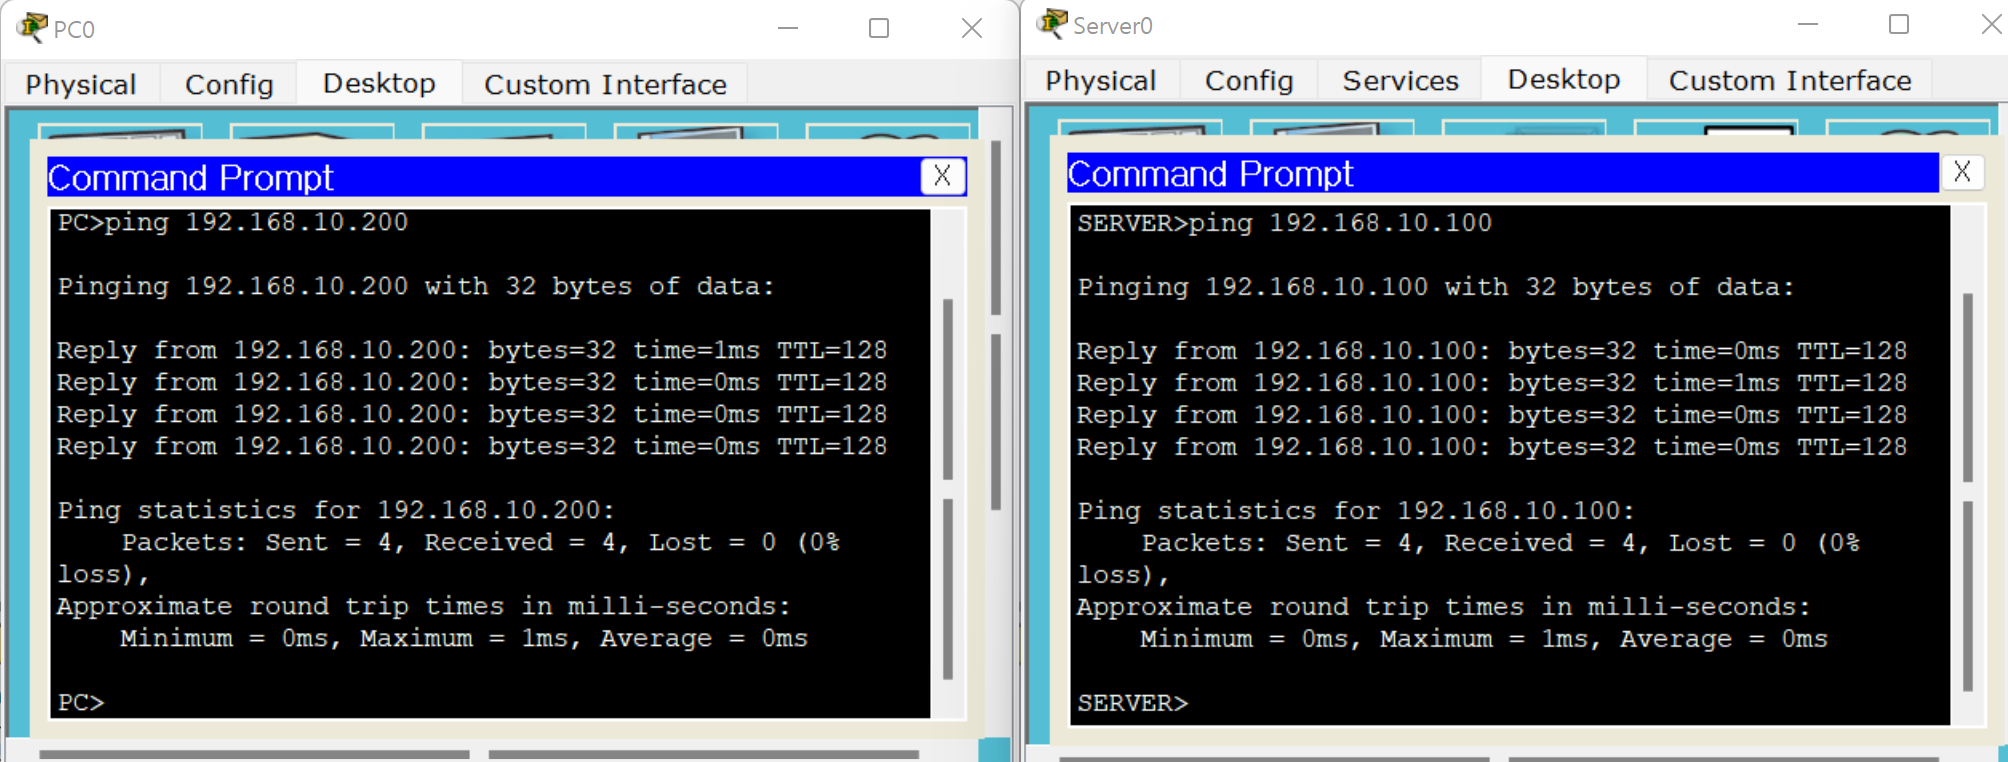 PC0
Physical Config Desktop Custom Interface
Command Prompt X
PC>ping 192.168.10.200
Pinging 192.168.10.200 with 32 bytes of data:
Reply from 192.168.10.200: bytes=32 time=1ms TTL=128
Reply from 192.168.10.200: bytes=32 time=0ms TTL=128
Reply from 192.168.10.200: bytes=32 time=0ms TTL=128
Reply from 192.168.10.200: bytes=32 time=0ms TTL=128
Ping statistics for 192.168.10.200:
Packets: Sent = 4, Received = 4, Lost = 0 (0%
loss),
Approximate round trip times in milli-seconds:
Minimum = 0ms, Maximum = 1ms, Average = 0ms
PC>
Server0
Physical Config Services Desktop Custom Interface
Command Prompt X
SERVER>ping 192.168.10.100
Pinging 192.168.10.100 with 32 bytes of data:
Reply from 192.168.10.100: bytes=32 time=0ms TTL=128
Reply from 192.168.10.100: bytes=32 time=1ms TTL=128
Reply from 192.168.10.100: bytes=32 time=0ms TTL=128
Reply from 192.168.10.100: bytes=32 time=0ms TTL=128
Ping statistics for 192.168.10.100:
Packets: Sent = 4, Received = 4, Lost = 0 (0%
loss),
Approximate round trip times in milli-seconds:
Minimum = 0ms, Maximum = 1ms, Average = 0ms
SERVER>